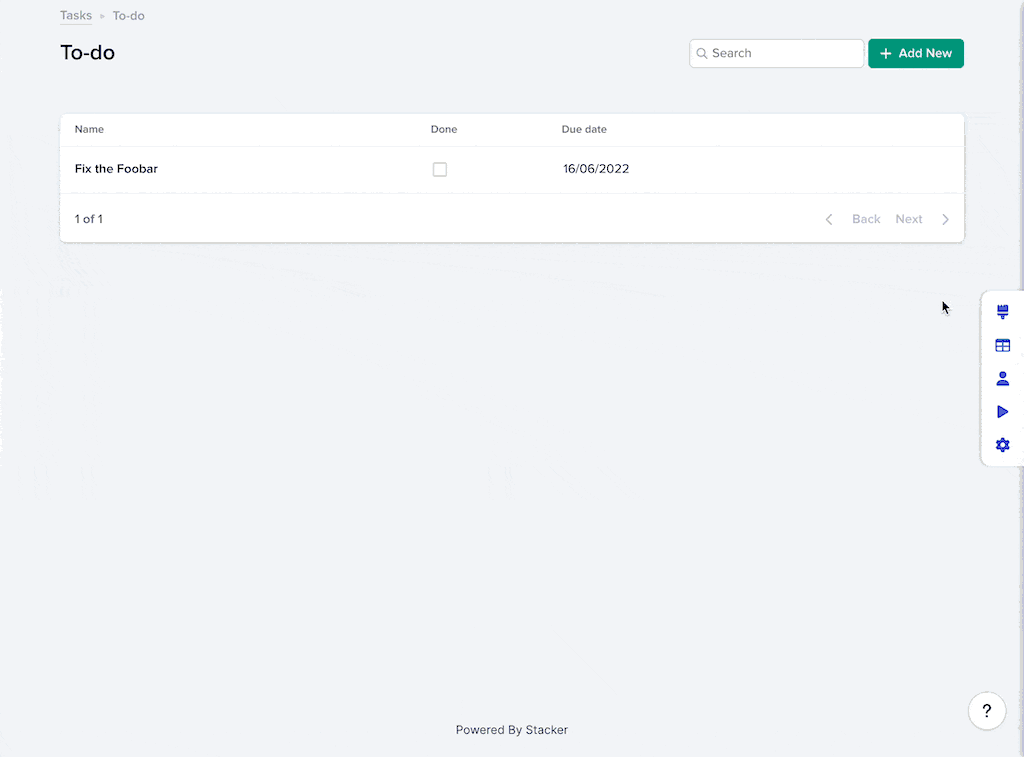 Tasks » To-do
To-do
Search
+ Add New
Name Done Due date
Fix the Foobar 16/06/2022
1 of 1 Back Next
?
Powered By Stacker